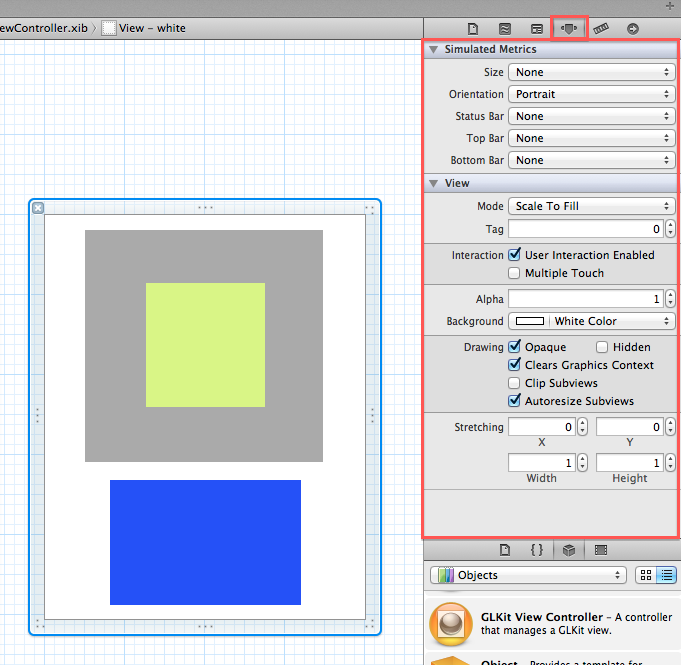 ewController.xib
View – white
Simulated Metrics
Size None
Orientation Portrait
Status Bar None
Top Bar None
Bottom Bar None
View
Mode Scale To Fill
Tag 0
Interaction User Interaction Enabled
Multiple Touch
Alpha 1
Background White Color
Drawing Opaque Hidden
Clears Graphics Context
Clip Subviews
Autoresize Subviews
Stretching 0 0
X Y
1 1
Width Height
{ }
Objects
GLKit View Controller – A controller
that manages a GLKit view.
Object – Provides a template for